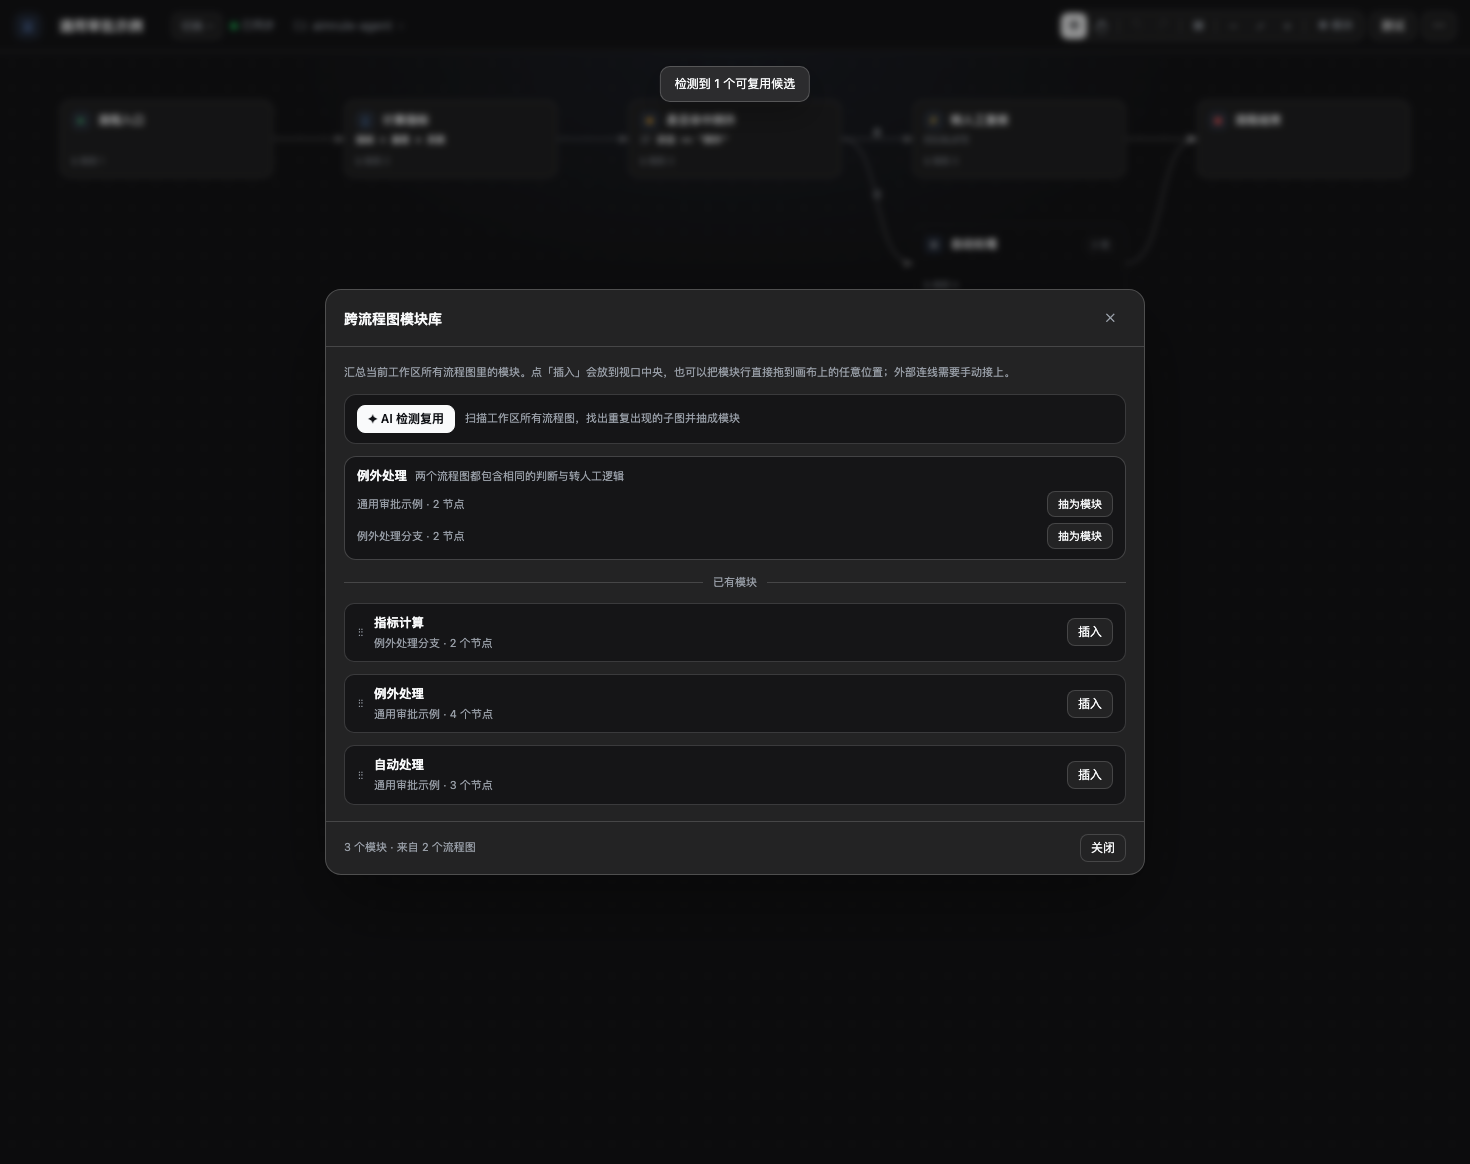 检测到 1 个可复用候选
跨流程图模块库
×
汇总当前工作区所有流程图里的模块。点「插入」会放到视口中央，也可以把模块行直接拖到画布上的任意位置；外部连线需要手动接上。
✦ AI 检测复用 扫描工作区所有流程图，找出重复出现的子图并抽成模块
例外处理 两个流程图都包含相同的判断与转人工逻辑
通用审批示例 · 2 节点 抽为模块
例外处理分支 · 2 节点 抽为模块
已有模块
指标计算
例外处理分支 · 2 个节点
插入
例外处理
通用审批示例 · 4 个节点
插入
自动处理
通用审批示例 · 3 个节点
插入
3 个模块 · 来自 2 个流程图 关闭